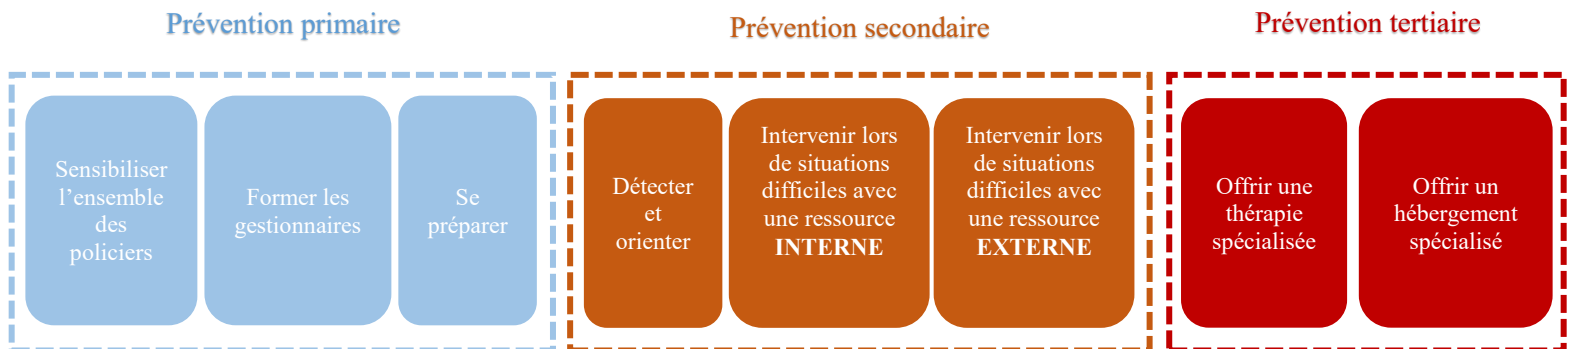 Prévention primaire
Prévention secondaire
Prévention tertiaire
Sensibiliser
l’ensemble
des
policiers
Former les
gestionnaires
Se
préparer
Détecter
et
orienter
Intervenir lors
de situations
difficiles avec
une ressource
INTERNE
Intervenir lors
de situations
difficiles avec
une ressource
EXTERNE
Offrir une
thérapie
spécialisée
Offrir un
hébergement
spécialisé